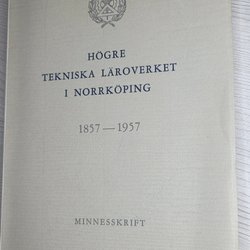 HÖGRE
TEKNISKA LÄROVERKET
I NORRKÖPING
1857—1957
MINNESSKRIFT